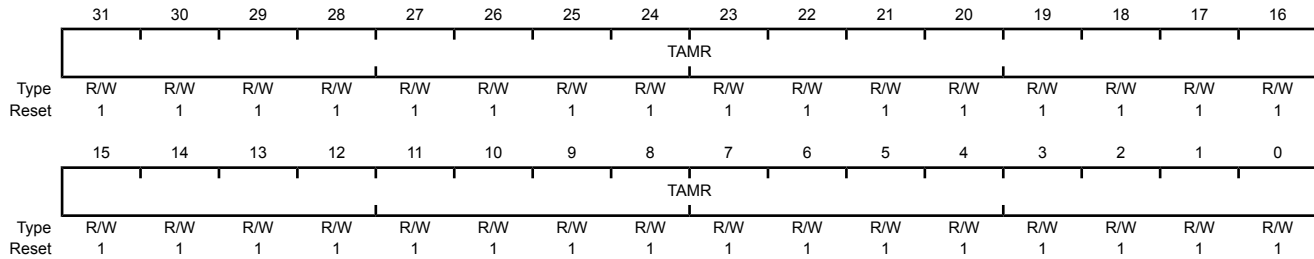 31 30 29 28 27 26 25 24 23 22 21 20 19 18 17 16
TAMR
Type R/W R/W R/W R/W R/W R/W R/W R/W R/W R/W R/W R/W R/W R/W R/W R/W
Reset 1 1 1 1 1 1 1 1 1 1 1 1 1 1 1 1
15 14 13 12 11 10 9 8 7 6 5 4 3 2 1 0
TAMR
Type R/W R/W R/W R/W R/W R/W R/W R/W R/W R/W R/W R/W R/W R/W R/W R/W
Reset 1 1 1 1 1 1 1 1 1 1 1 1 1 1 1 1